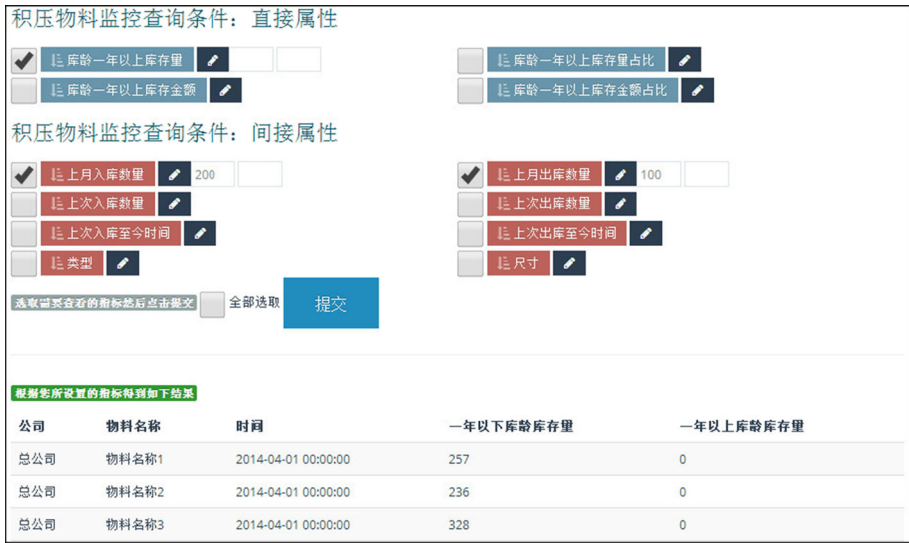 积压物料监控查询条件：直接属性
库龄一年以上库存量 库龄一年以上库存量占比
库龄一年以上库存金额 库龄一年以上库存金额占比
积压物料监控查询条件：间接属性
上月入库数量 200 上月出库数量 100
上次入库数量 上次出库数量
上次入库至今时间 上次出库至今时间
类型 尺寸
选取需要查看的指标然后点击提交 全部选取 提交
根据您所设置的指标得到如下结果
公司 物料名称 时间 一年以下库龄库存量 一年以上库龄库存量
总公司 物料名称1 2014-04-01 00:00:00 257 0
总公司 物料名称2 2014-04-01 00:00:00 236 0
总公司 物料名称3 2014-04-01 00:00:00 328 0